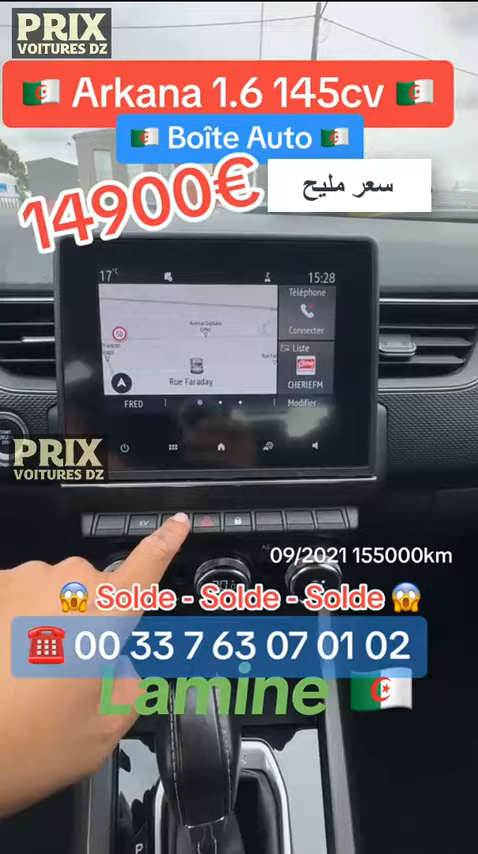 PRIX
VOITURES DZ
Arkana 1.6 145cv
Boîte Auto
14900€
سعر مليح
17°C
15:28
Téléphone
Connecter
Liste
CHERIEFM
Modifier
50
Rue Faraday
FRED
PRIX
VOITURES DZ
09/2021 155000km
Solde - Solde - Solde
00 33 7 63 07 01 02
Lamine
P